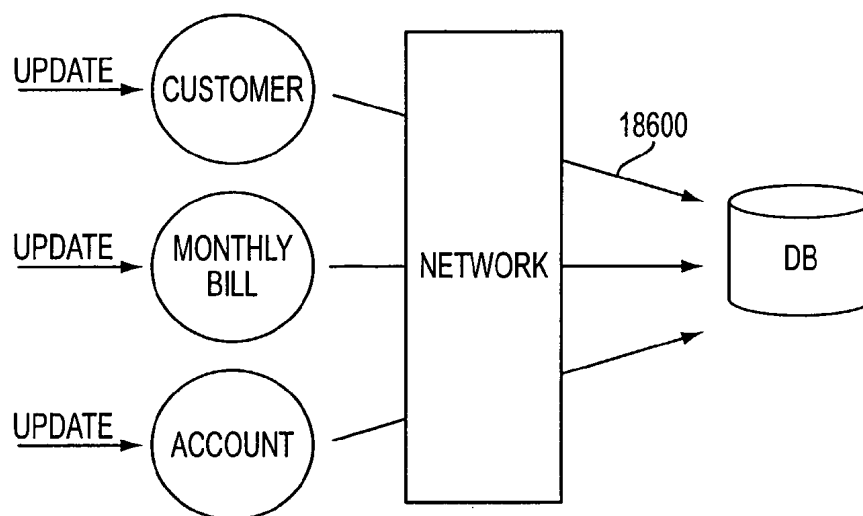 UPDATE
CUSTOMER
18600
UPDATE
MONTHLY
BILL
NETWORK
DB
UPDATE
ACCOUNT